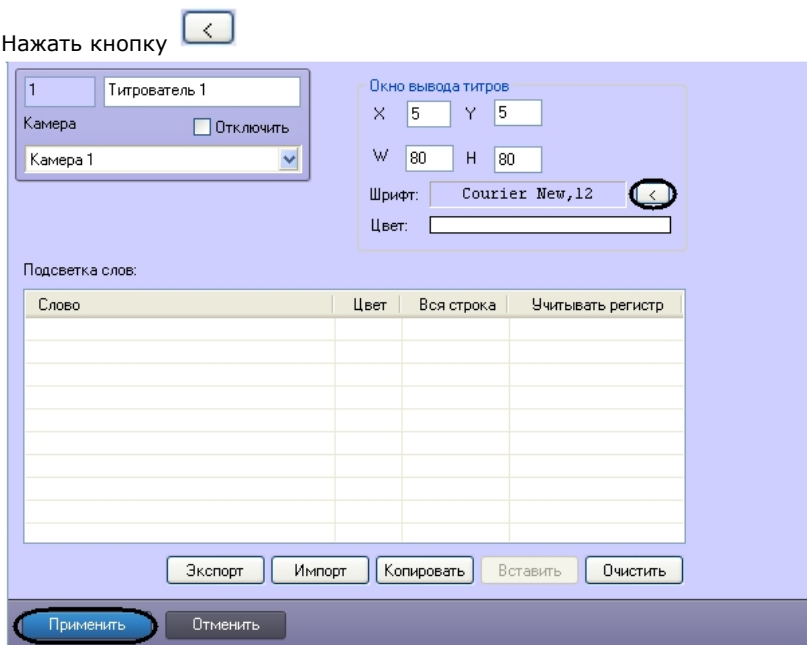 Нажать кнопку <
1 Титрователь 1
Камера Отключить
Камера 1
Окно вывода титров
X 5 Y 5
W 80 H 80
Шрифт: Courier New,12 <
Цвет:
Подсветка слов:
Слово Цвет Вся строка Учитывать регистр
Экспорт Импорт Копировать Вставить Очистить
Применить Отменить